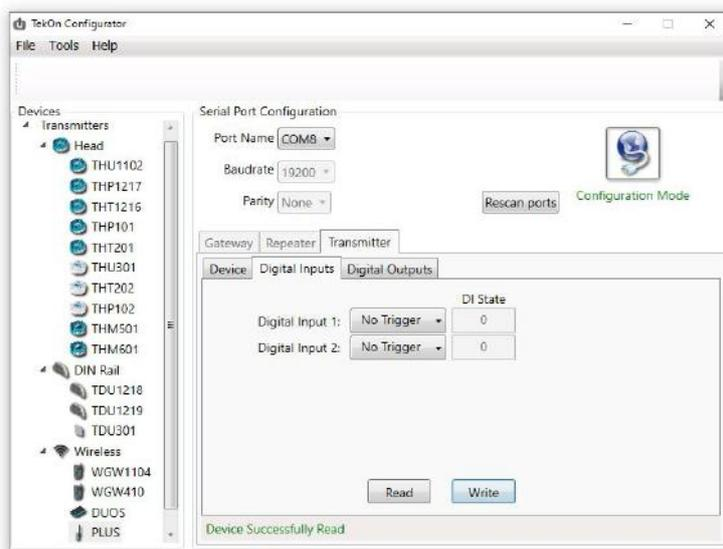 TekOn Configurator
File Tools Help
Devices
Transmitters
Head
THU1102
THP1217
THT1216
THP101
THT201
THU301
THT202
THP102
THM501
THM601
DIN Rail
TDU1218
TDU1219
TDU301
Wireless
WGW1104
WGW410
DUOS
PLUS
Serial Port Configuration
Port Name COM8
Baudrate 19200
Parity None
Rescan ports
Configuration Mode
Gateway Repeater Transmitter
Device Digital Inputs Digital Outputs
DI State
Digital Input 1: No Trigger 0
Digital Input 2: No Trigger 0
Read Write
Device Successfully Read